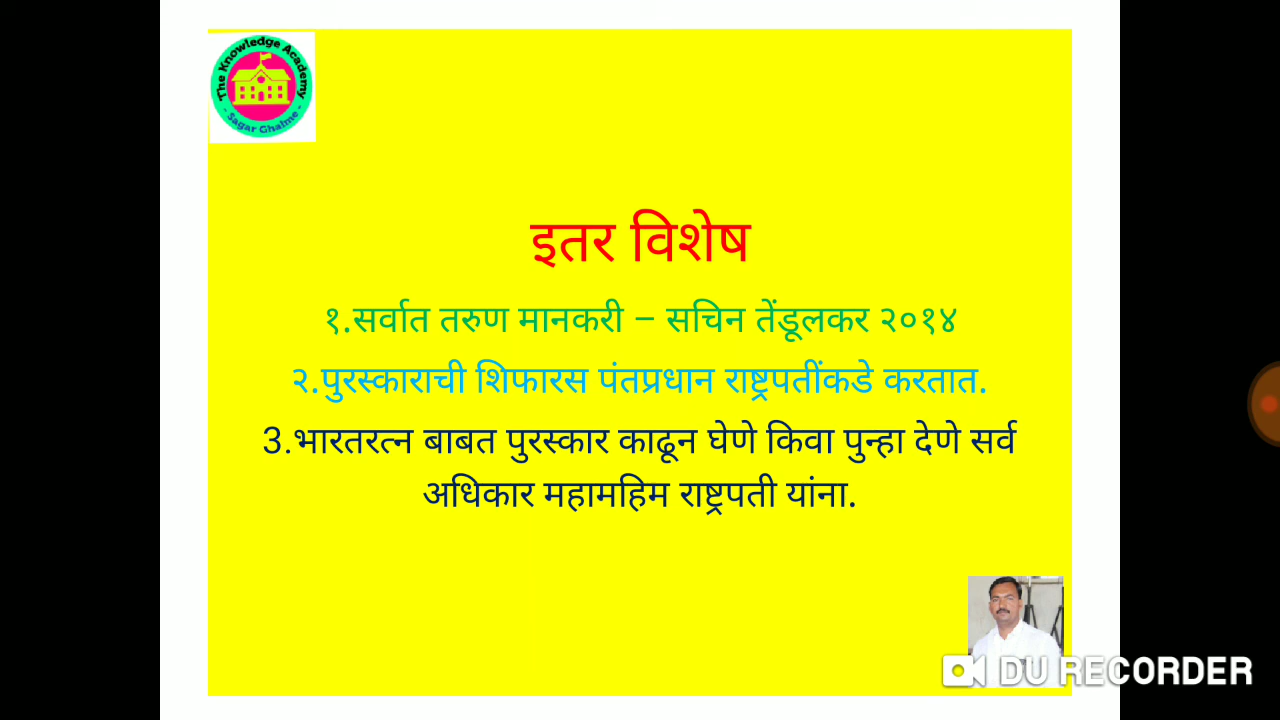 The Knowledge Academy
- Sagar Ghalme -
इतर विशेष
१.सर्वात तरुण मानकरी – सचिन तेंडूलकर २०१४
२.पुरस्काराची शिफारस पंतप्रधान राष्ट्रपतींकडे करतात.
3.भारतरत्न बाबत पुरस्कार काढून घेणे किवा पुन्हा देणे सर्व
अधिकार महामहिम राष्ट्रपती यांना.
DU RECORDER